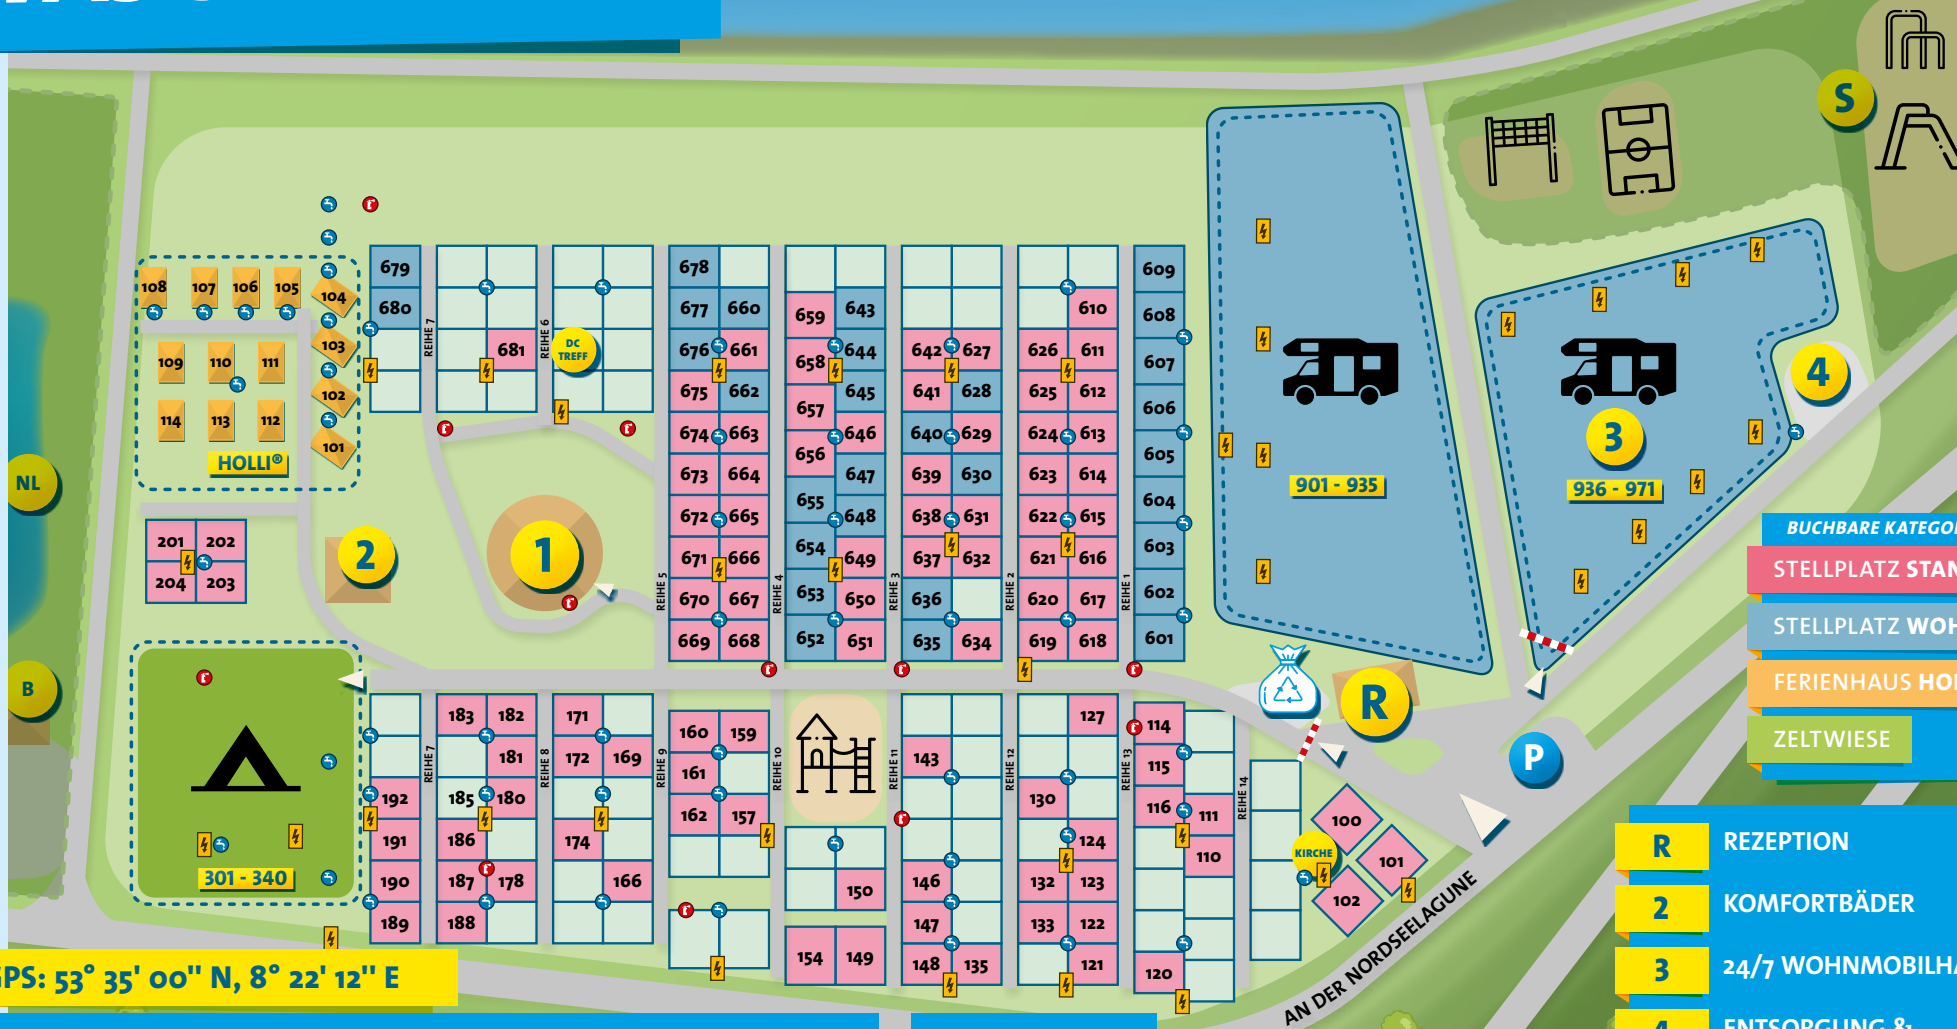 108
107
106
105
104
103
102
101
109
110
111
114
113
112
HOLLI®
NL
B
201 202
204 203
2
1
301 - 340
679
680
REIHE 7
681
REIHE 6
DC
TREFF
678
677 660
676 661
675 662
674 663
673 664
672 665
671 666
670 667
669 668
REIHE 5
659 643
658 644
657 645
656 646
655 647
654 648
653 649
652 650
651
REIHE 4
642 627
641 628
640 629
639 630
638 631
637 632
636
635 634
REIHE 3
610
626 611
625 612
624 613
623 614
622 615
621 616
620 617
619 618
REIHE 2
609
608
607
606
605
604
603
602
601
REIHE 1
901 - 935
3
936 - 971
4
S
R
P
192
191
190
189
REIHE 7
183 182
181
185 180
186
187 178
188
REIHE 8
171
172 169
174
166
REIHE 9
160 159
161
162 157
REIHE 10
150
154 149
REIHE 11
143
146
147
148 135
REIHE 12
127
130
124
132 123
133 122
121
REIHE 13
114
115
116 111
110
120
REIHE 14
KIRCHE
100
101
102
AN DER NORDSEELAGUNE
GPS: 53° 35' 00" N, 8° 22' 12" E
BUCHBARE
STELLPLATZ
STELLPLATZ
FERIENHAUS
ZELTWIESE
R REZEPTION
2 KOMFORTBÄDER
3 24/7
4 ENTSORGUNG &